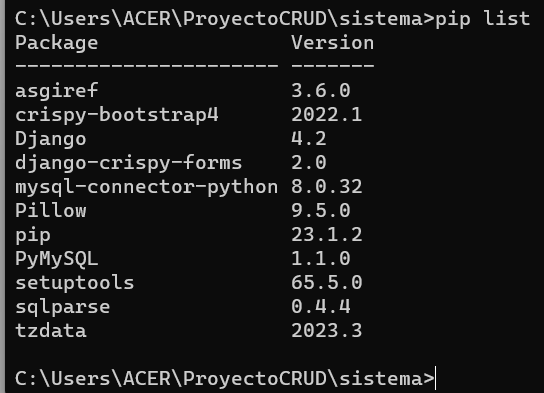 C:\Users\ACER\ProyectoCRUD\sistema>pip list
Package Version
---------------------- -------
asgiref 3.6.0
crispy-bootstrap4 2022.1
Django 4.2
django-crispy-forms 2.0
mysql-connector-python 8.0.32
Pillow 9.5.0
pip 23.1.2
PyMySQL 1.1.0
setuptools 65.5.0
sqlparse 0.4.4
tzdata 2023.3
C:\Users\ACER\ProyectoCRUD\sistema>